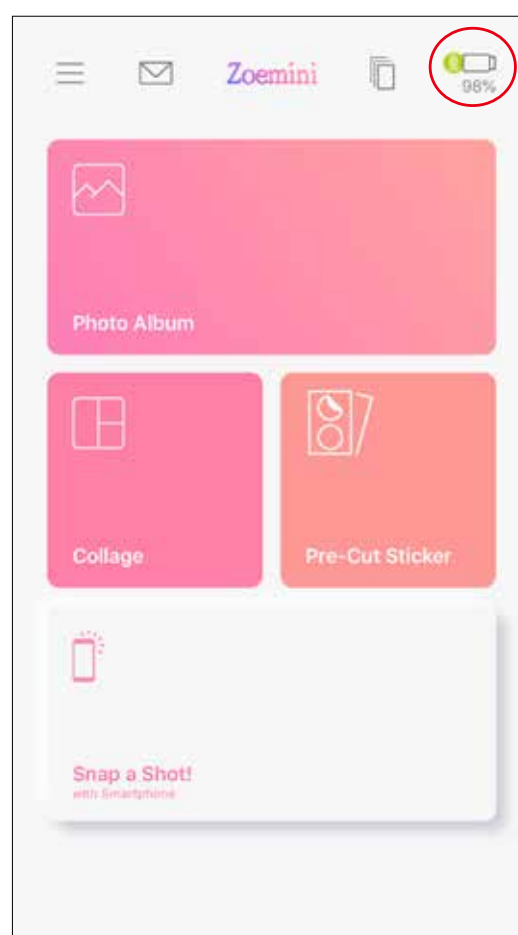 Zoemini
98%
Photo Album
Collage
Pre-Cut Sticker
Snap a Shot!
with Smartphone